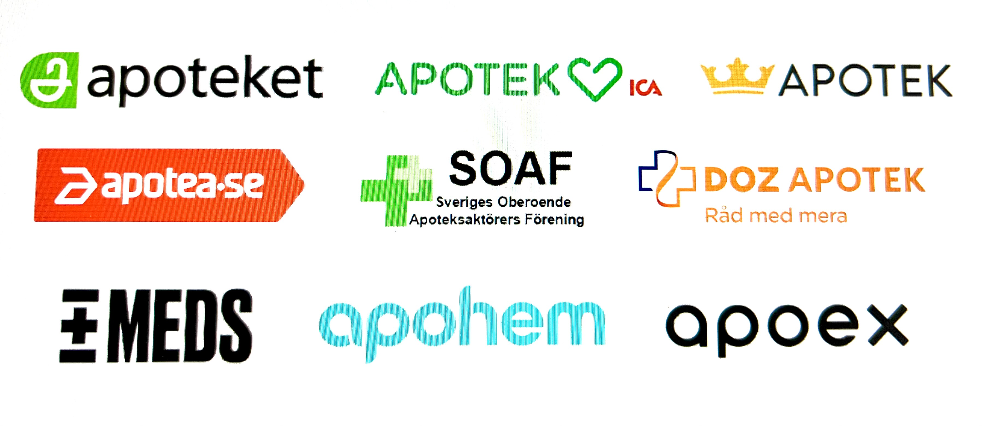 apoteket
APOTEK ICA
APOTEK
apotea.se
SOAF
Sveriges Oberoende
Apoteksaktörers Förening
DOZ APOTEK
Råd med mera
MEDS
apohem
apoex